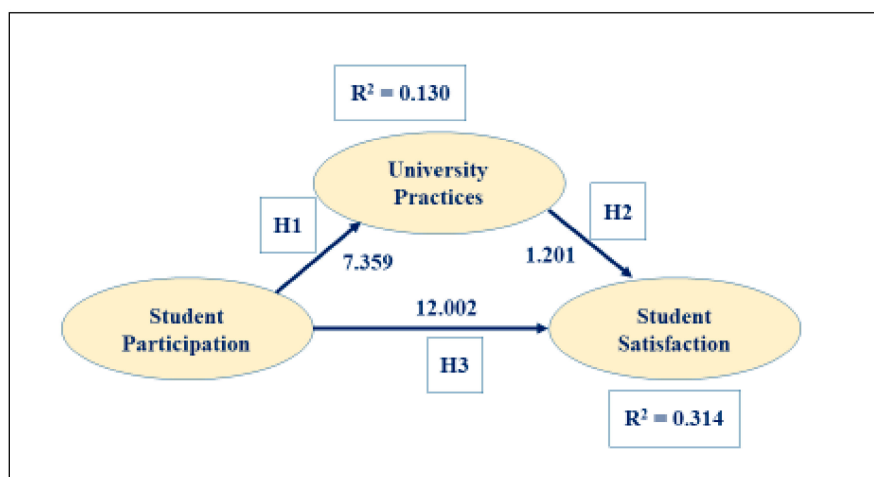 R² = 0.130
University
Practices
H1
H2
7.359
1.201
Student
Participation
12.002
Student
Satisfaction
H3
R² = 0.314